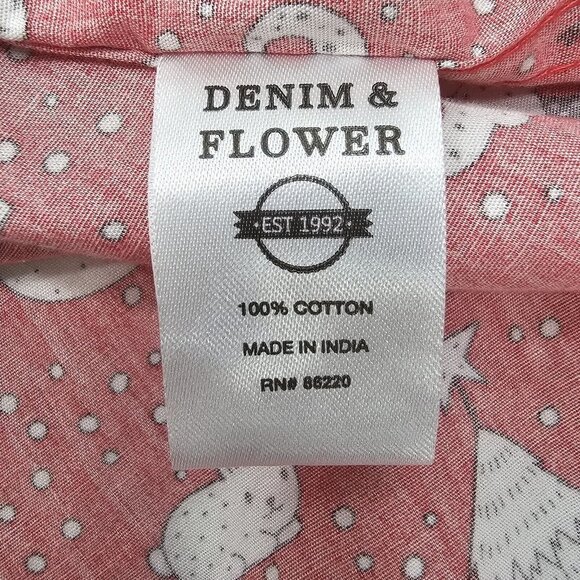 DENIM &
FLOWER
EST 1992
100% COTTON
MADE IN INDIA
RN# 86220